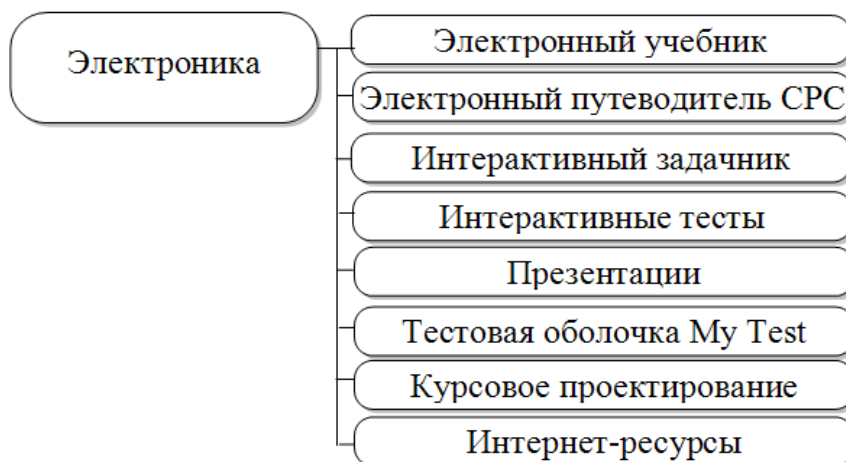 Электроника
Электронный учебник
Электронный путеводитель СРС
Интерактивный задачник
Интерактивные тесты
Презентации
Тестовая оболочка My Test
Курсовое проектирование
Интернет-ресурсы